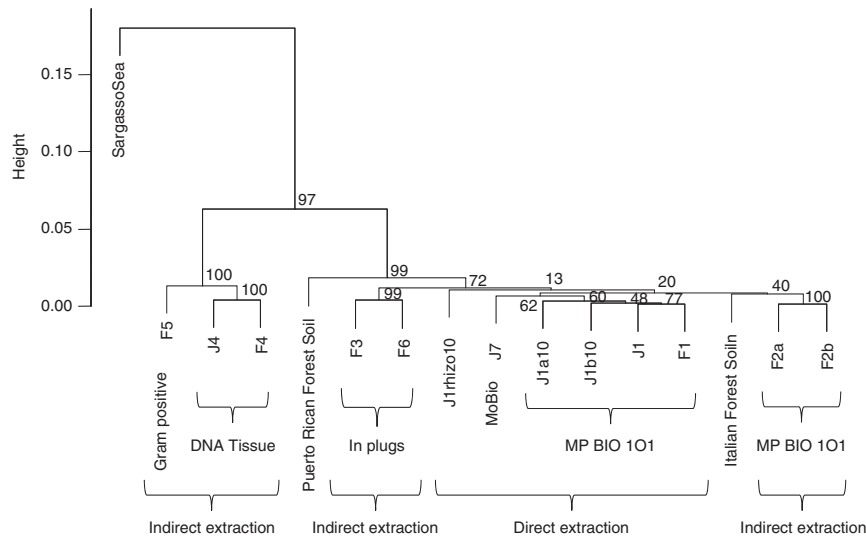 Height
0.15
0.10
0.05
0.00
SargassoSea
97
100
100
99
99
72
13
20
40
100
62
60
48
77
F5
J4
F4
Puerto Rican Forest Soil
F3
F6
J1rhizo10
J7
J1a10
J1b10
J1
F1
Italian Forest Soiln
F2a
F2b
Gram positive
DNA Tissue
In plugs
MoBio
MP BIO 1O1
MP BIO 1O1
Indirect extraction
Indirect extraction
Direct extraction
Indirect extraction